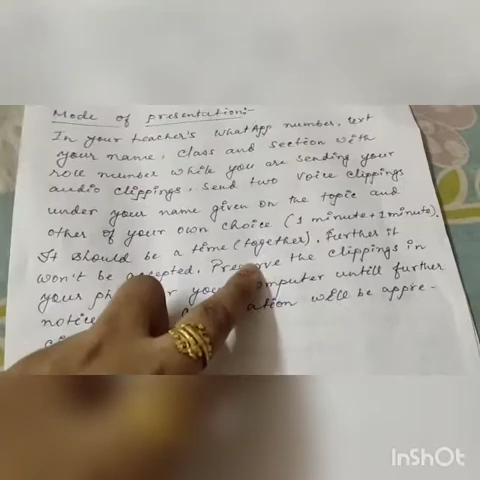 Mode of presentation:-
In your teacher's WhatApp number, txt
your name, class and section with
roll number while you are sending your
audio clippings, send two voice clippings
under your name given on the topic and
other of your own choice (1 minute + 1 minute).
It should be a time (together). Further it
won't be accepted. Preserve the clippings in
your computer untill further
notice ation will be appre-
InShOt